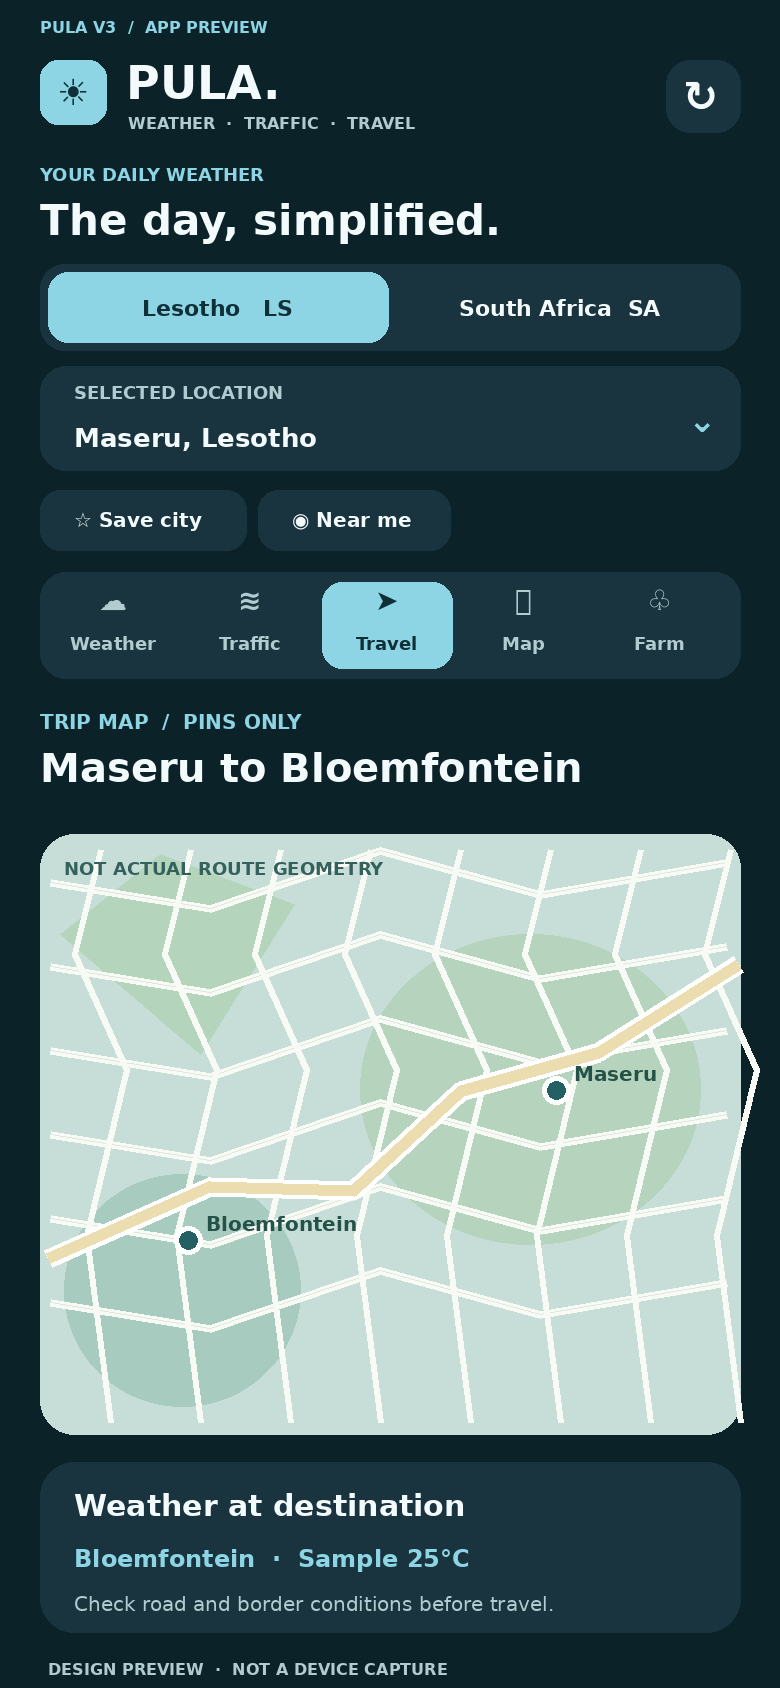 PULA V3 / APP PREVIEW
PULA.
WEATHER · TRAFFIC · TRAVEL
YOUR DAILY WEATHER
The day, simplified.
Lesotho LS South Africa SA
SELECTED LOCATION
Maseru, Lesotho
☆ Save city ◉ Near me
Weather Traffic Travel Map Farm
TRIP MAP / PINS ONLY
Maseru to Bloemfontein
NOT ACTUAL ROUTE GEOMETRY
Maseru
Bloemfontein
Weather at destination
Bloemfontein · Sample 25°C
Check road and border conditions before travel.
DESIGN PREVIEW · NOT A DEVICE CAPTURE